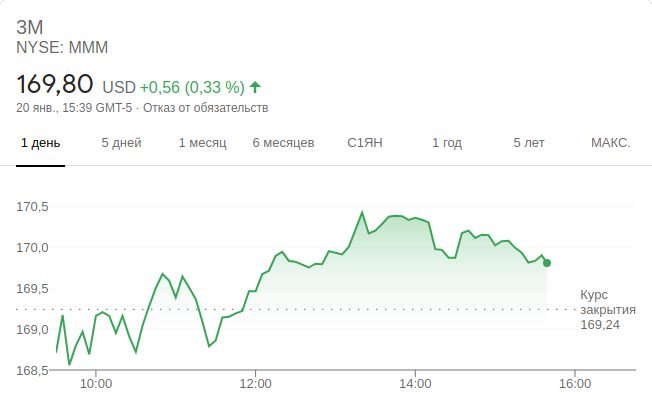 3M
NYSE: MMM
169,80 USD +0,56 (0,33 %)
20 янв., 15:39 GMT-5 · Отказ от обязательств
1 день 5 дней 1 месяц 6 месяцев С1ЯН 1 год 5 лет МАКС.
170,5
170,0
169,5
Курс
закрытия
169,24
169,0
168,5
10:00 12:00 14:00 16:00